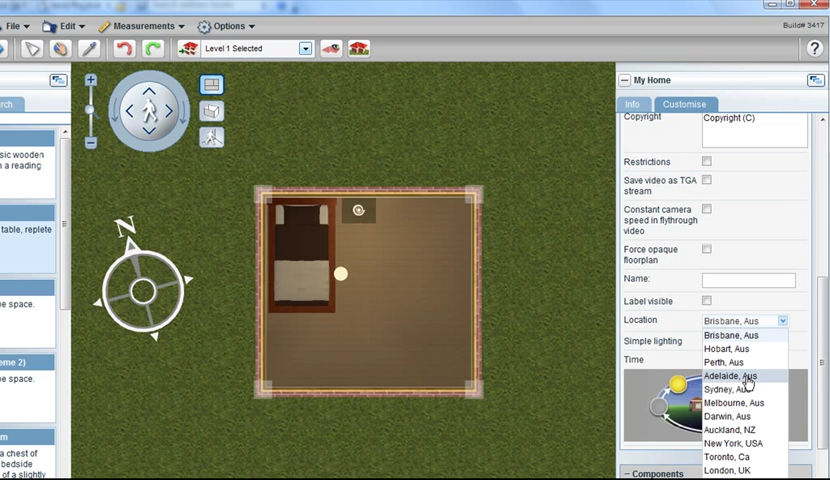 File Edit Measurements Options Build# 3417
Level 1 Selected ?
My Home
rch
Info Customise
sic wooden
n a reading
table, replete
e space.
eme 2)
e space.
m
a chest of
bedside
of a slightly
N
Copyright Copyright (C)
Restrictions
Save video as TGA
stream
Constant camera
speed in flythrough
video
Force opaque
floorplan
Name:
Label visible
Location Brisbane, Aus
Simple lighting
Time
Brisbane, Aus
Hobart, Aus
Perth, Aus
Adelaide, Aus
Sydney, Aus
Melbourne, Aus
Darwin, Aus
Auckland, NZ
New York, USA
Toronto, Ca
London, UK
Components